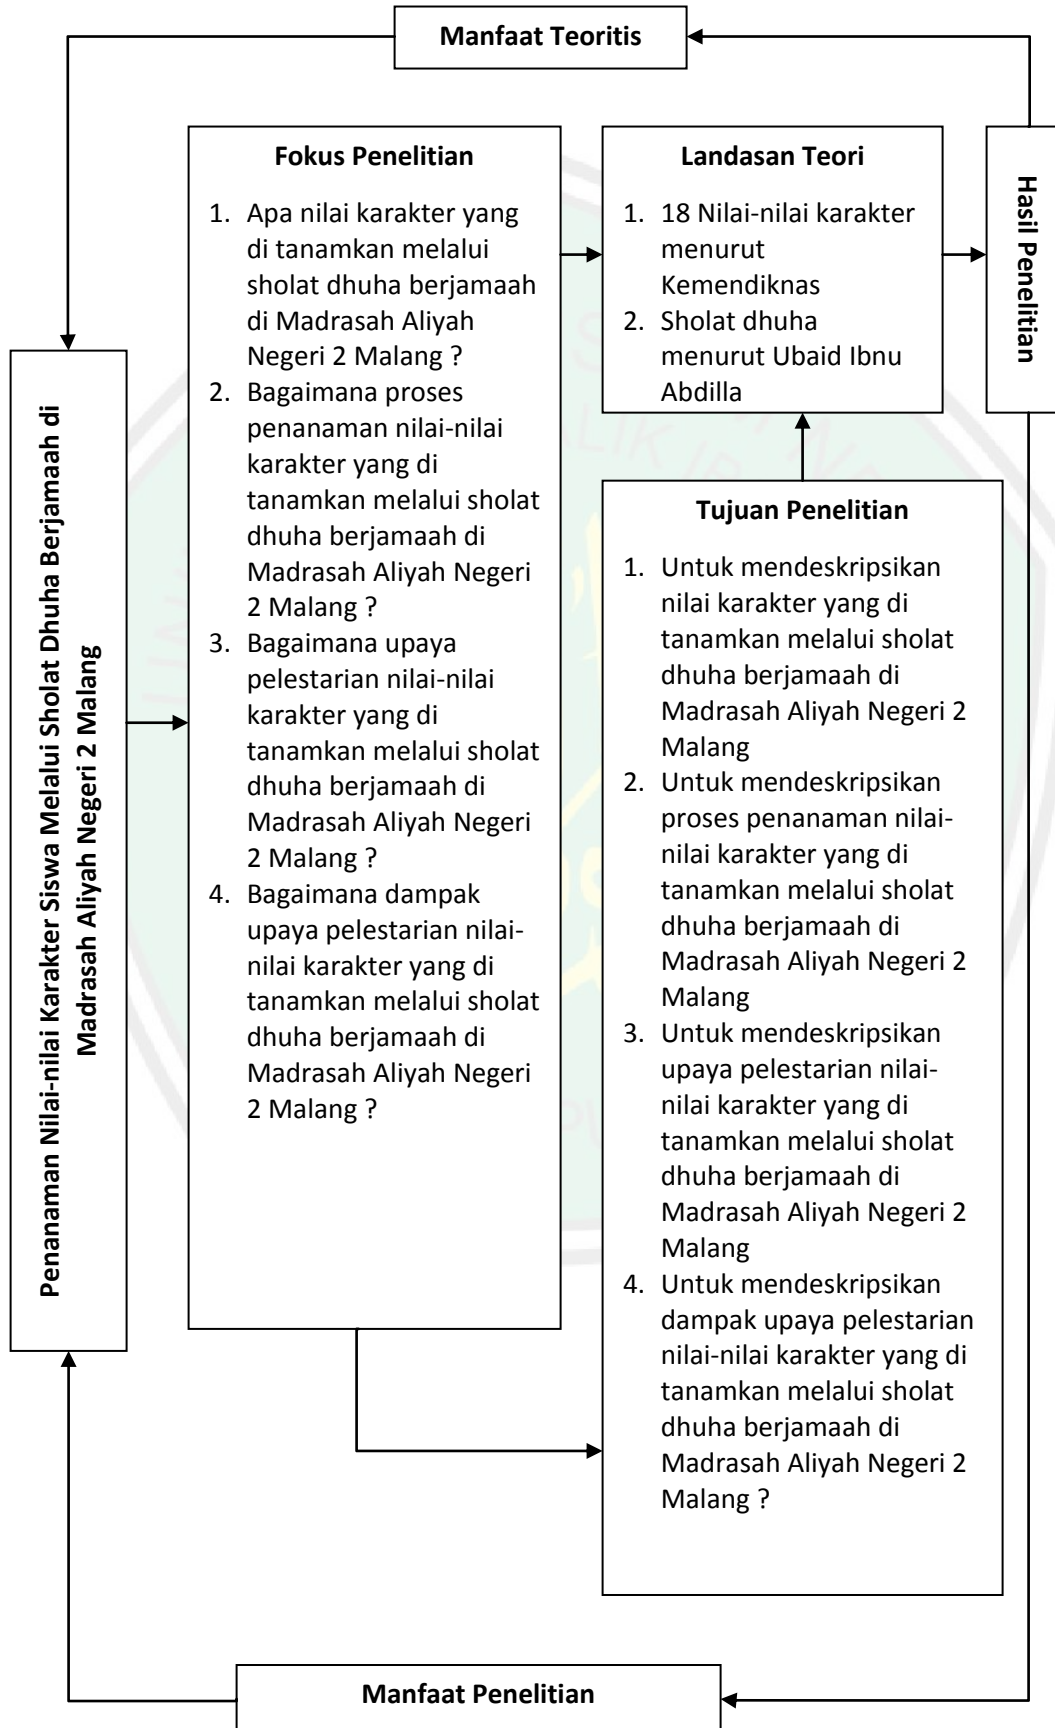 Manfaat Teoritis
Penanaman Nilai-nilai Karakter Siswa Melalui Sholat Dhuha Berjamaah di
Madrasah Aliyah Negeri 2 Malang
Fokus Penelitian
1. Apa nilai karakter yang
di tanamkan melalui
sholat dhuha berjamaah
di Madrasah Aliyah
Negeri 2 Malang ?
2. Bagaimana proses
penanaman nilai-nilai
karakter yang di
tanamkan melalui sholat
dhuha berjamaah di
Madrasah Aliyah Negeri
2 Malang ?
3. Bagaimana upaya
pelestarian nilai-nilai
karakter yang di
tanamkan melalui sholat
dhuha berjamaah di
Madrasah Aliyah Negeri
2 Malang ?
4. Bagaimana dampak
upaya pelestarian nilai-
nilai karakter yang di
tanamkan melalui sholat
dhuha berjamaah di
Madrasah Aliyah Negeri
2 Malang ?
Landasan Teori
1. 18 Nilai-nilai karakter
menurut
Kemendiknas
2. Sholat dhuha
menurut Ubaid Ibnu
Abdilla
Tujuan Penelitian
1. Untuk mendeskripsikan
nilai karakter yang di
tanamkan melalui sholat
dhuha berjamaah di
Madrasah Aliyah Negeri 2
Malang
2. Untuk mendeskripsikan
proses penanaman nilai-
nilai karakter yang di
tanamkan melalui sholat
dhuha berjamaah di
Madrasah Aliyah Negeri 2
Malang
3. Untuk mendeskripsikan
upaya pelestarian nilai-
nilai karakter yang di
tanamkan melalui sholat
dhuha berjamaah di
Madrasah Aliyah Negeri 2
Malang
4. Untuk mendeskripsikan
dampak upaya pelestarian
nilai-nilai karakter yang di
tanamkan melalui sholat
dhuha berjamaah di
Madrasah Aliyah Negeri 2
Malang ?
Hasil Penelitian
Manfaat Penelitian